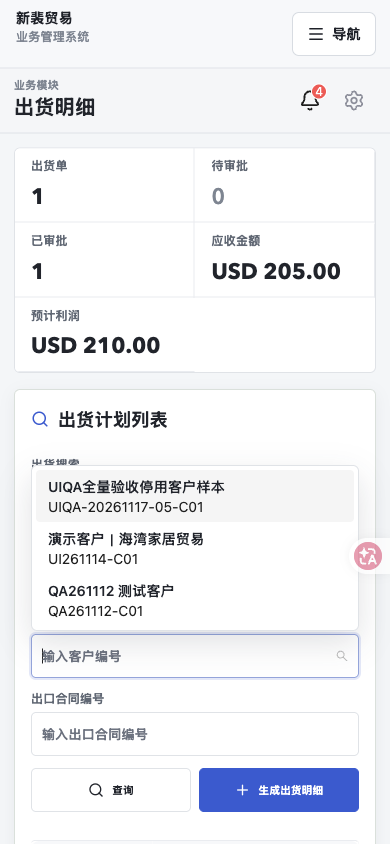 新裴贸易
业务管理系统
导航
业务模块
出货明细
4
出货单
1
待审批
0
已审批
1
应收金额
USD 205.00
预计利润
USD 210.00
出货计划列表
UIQA全量验收停用客户样本
UIQA-20261117-05-C01
演示客户 | 海湾家居贸易
UI261114-C01
QA261112 测试客户
QA261112-C01
输入客户编号
出口合同编号
输入出口合同编号
查询
生成出货明细